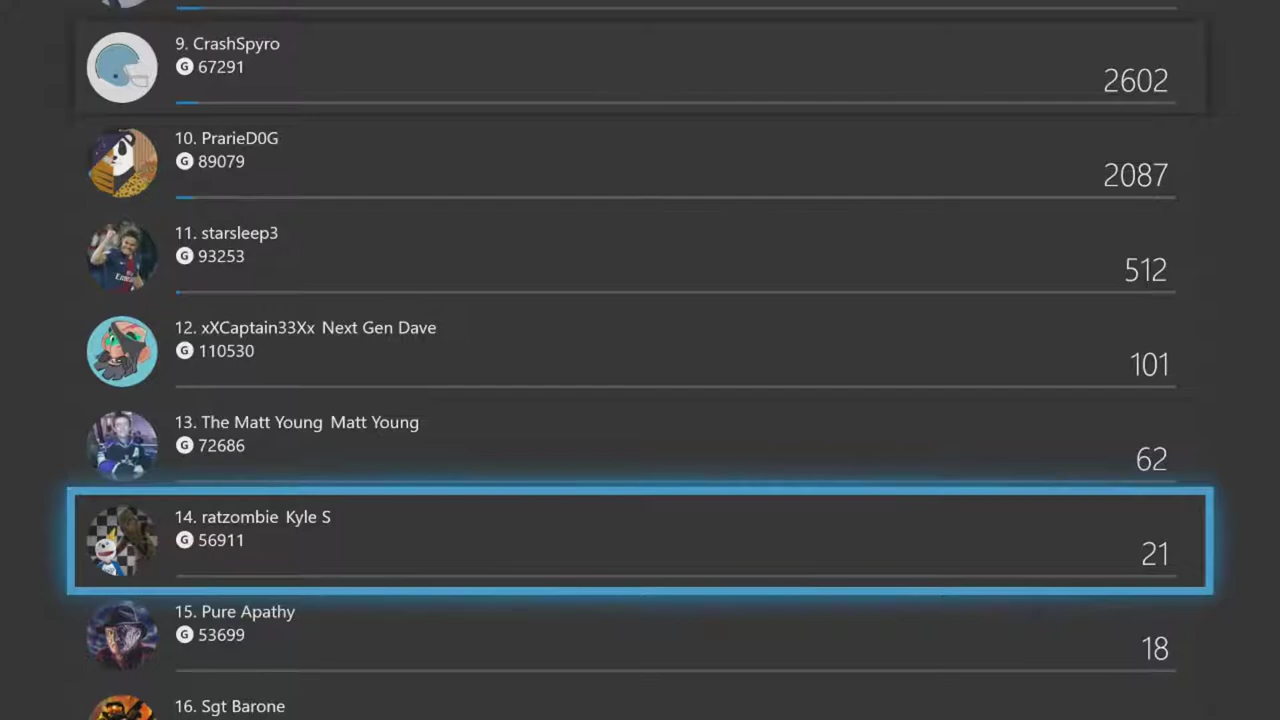 9. CrashSpyro
G 67291
2602
10. PrarieD0G
G 89079
2087
11. starsleep3
G 93253
512
12. xXCaptain33Xx Next Gen Dave
G 110530
101
13. The Matt Young Matt Young
G 72686
62
14. ratzombie Kyle S
G 56911
21
15. Pure Apathy
G 53699
18
16. Sgt Barone